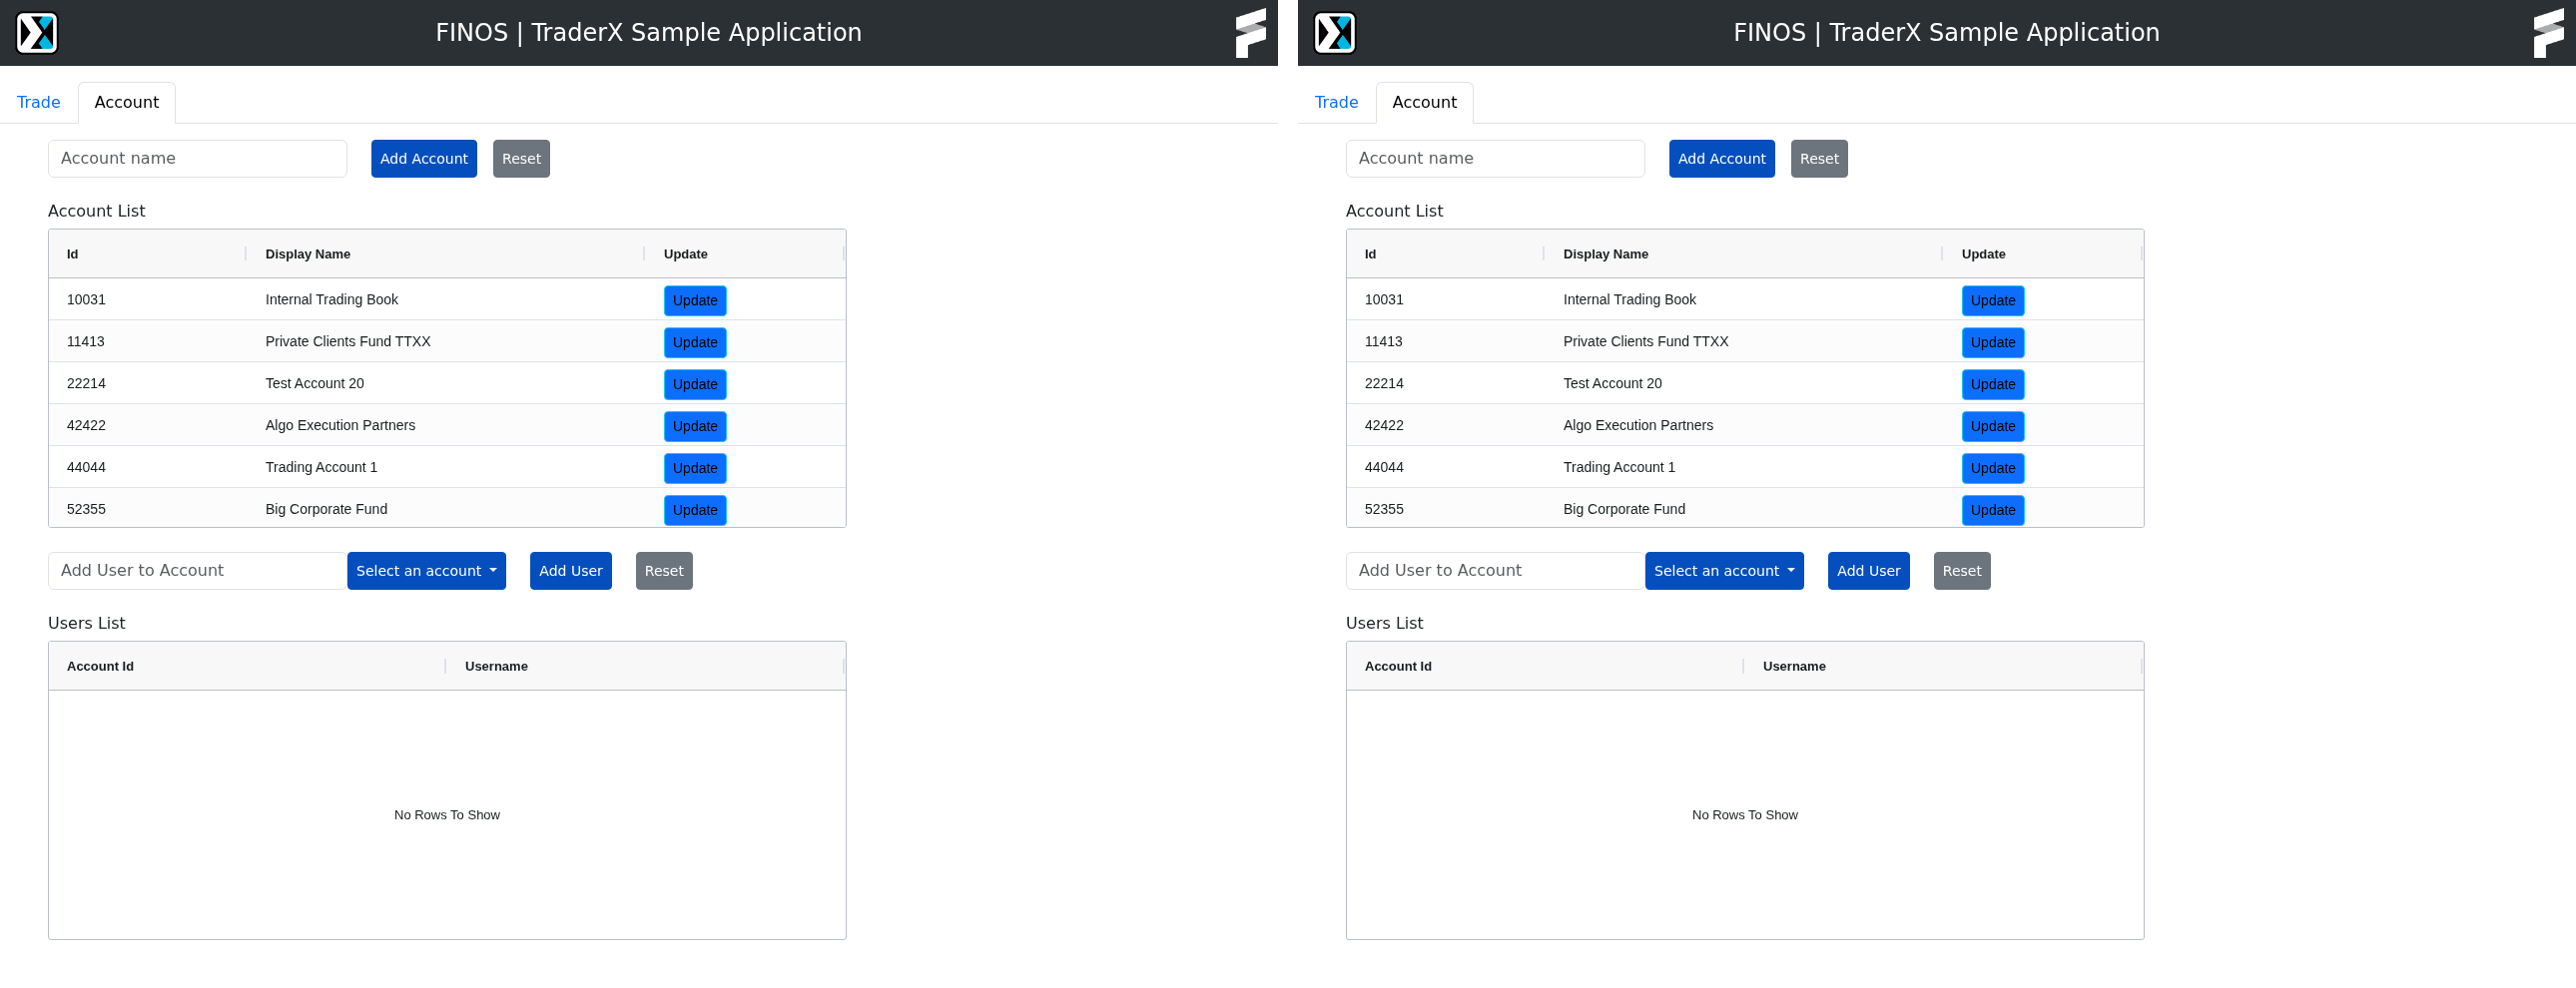 FINOS | TraderX Sample Application
Trade Account
Account name Add Account Reset
Account List
Id Display Name Update
10031 Internal Trading Book Update
11413 Private Clients Fund TTXX Update
22214 Test Account 20 Update
42422 Algo Execution Partners Update
44044 Trading Account 1 Update
52355 Big Corporate Fund Update
Add User to Account Select an account Add User Reset
Users List
Account Id Username
No Rows To Show
FINOS | TraderX Sample Application
Trade Account
Account name Add Account Reset
Account List
Id Display Name Update
10031 Internal Trading Book Update
11413 Private Clients Fund TTXX Update
22214 Test Account 20 Update
42422 Algo Execution Partners Update
44044 Trading Account 1 Update
52355 Big Corporate Fund Update
Add User to Account Select an account Add User Reset
Users List
Account Id Username
No Rows To Show